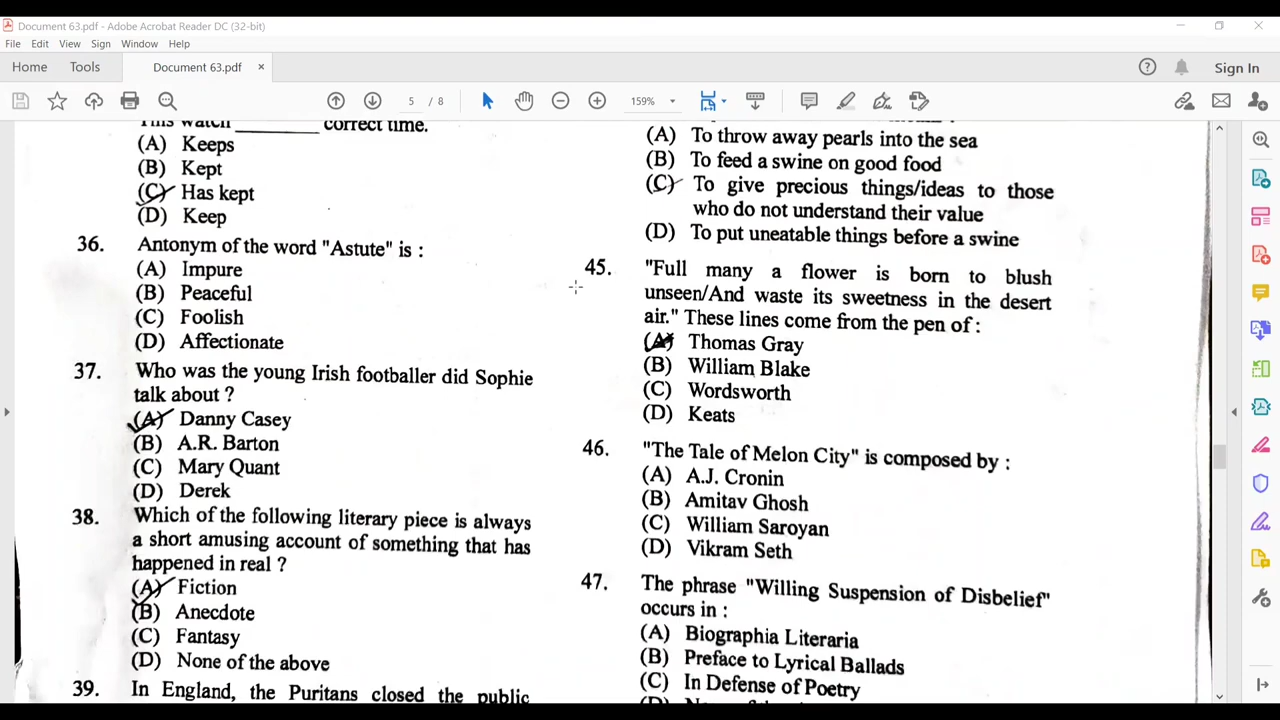 Document 63.pdf - Adobe Acrobat Reader DC (32-bit)
File Edit View Sign Window Help
Home Tools Document 63.pdf × Sign In
5 / 8 159%
This watch ________ correct time.
(A) Keeps
(B) Kept
(C) Has kept
(D) Keep
36. Antonym of the word "Astute" is :
(A) Impure
(B) Peaceful
(C) Foolish
(D) Affectionate
37. Who was the young Irish footballer did Sophie
talk about ?
(A) Danny Casey
(B) A.R. Barton
(C) Mary Quant
(D) Derek
38. Which of the following literary piece is always
a short amusing account of something that has
happened in real ?
(A) Fiction
(B) Anecdote
(C) Fantasy
(D) None of the above
39. In England, the Puritans closed the public
(A) To throw away pearls into the sea
(B) To feed a swine on good food
(C) To give precious things/ideas to those
who do not understand their value
(D) To put uneatable things before a swine
45. "Full many a flower is born to blush
unseen/And waste its sweetness in the desert
air." These lines come from the pen of :
(A) Thomas Gray
(B) William Blake
(C) Wordsworth
(D) Keats
46. "The Tale of Melon City" is composed by :
(A) A.J. Cronin
(B) Amitav Ghosh
(C) William Saroyan
(D) Vikram Seth
47. The phrase "Willing Suspension of Disbelief"
occurs in :
(A) Biographia Literaria
(B) Preface to Lyrical Ballads
(C) In Defense of Poetry